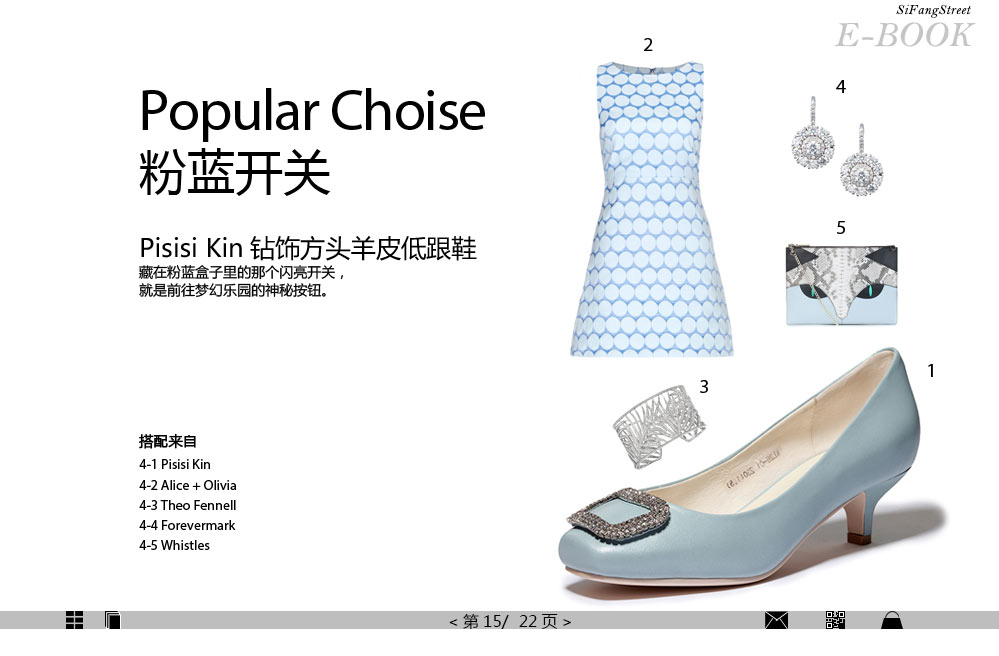 SiFangStreet
E-BOOK
Popular Choise
粉蓝开关
Pisisi Kin 钻饰方头羊皮低跟鞋
藏在粉蓝盒子里的那个闪亮开关，
就是前往梦幻乐园的神秘按钮。
搭配来自
4-1 Pisisi Kin
4-2 Alice + Olivia
4-3 Theo Fennell
4-4 Forevermark
4-5 Whistles
2
4
5
3
1
< 第 15/ 22 页 >